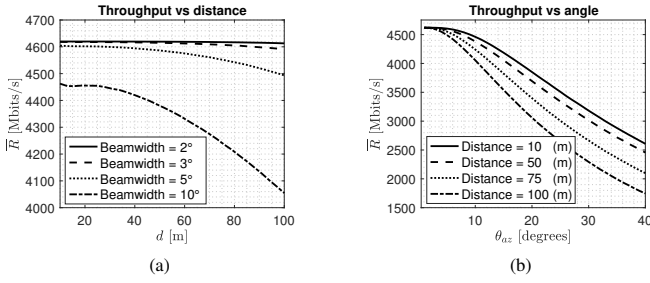 Throughput vs distance
4700
4600
4500
4400
4300
4200
4100
4000
R̅ [Mbits/s]
Beamwidth = 2°
Beamwidth = 3°
Beamwidth = 5°
Beamwidth = 10°
20 40 60 80 100
d [m]
(a)
Throughput vs angle
5000
4500
4000
3500
3000
2500
2000
1500
R̅ [Mbits/s]
Distance = 10 (m)
Distance = 50 (m)
Distance = 75 (m)
Distance = 100 (m)
10 20 30 40
θ_az [degrees]
(b)